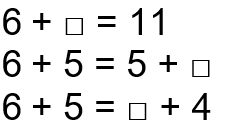 6 + □ = 11
6 + 5 = 5 + □
6 + 5 = □ + 4